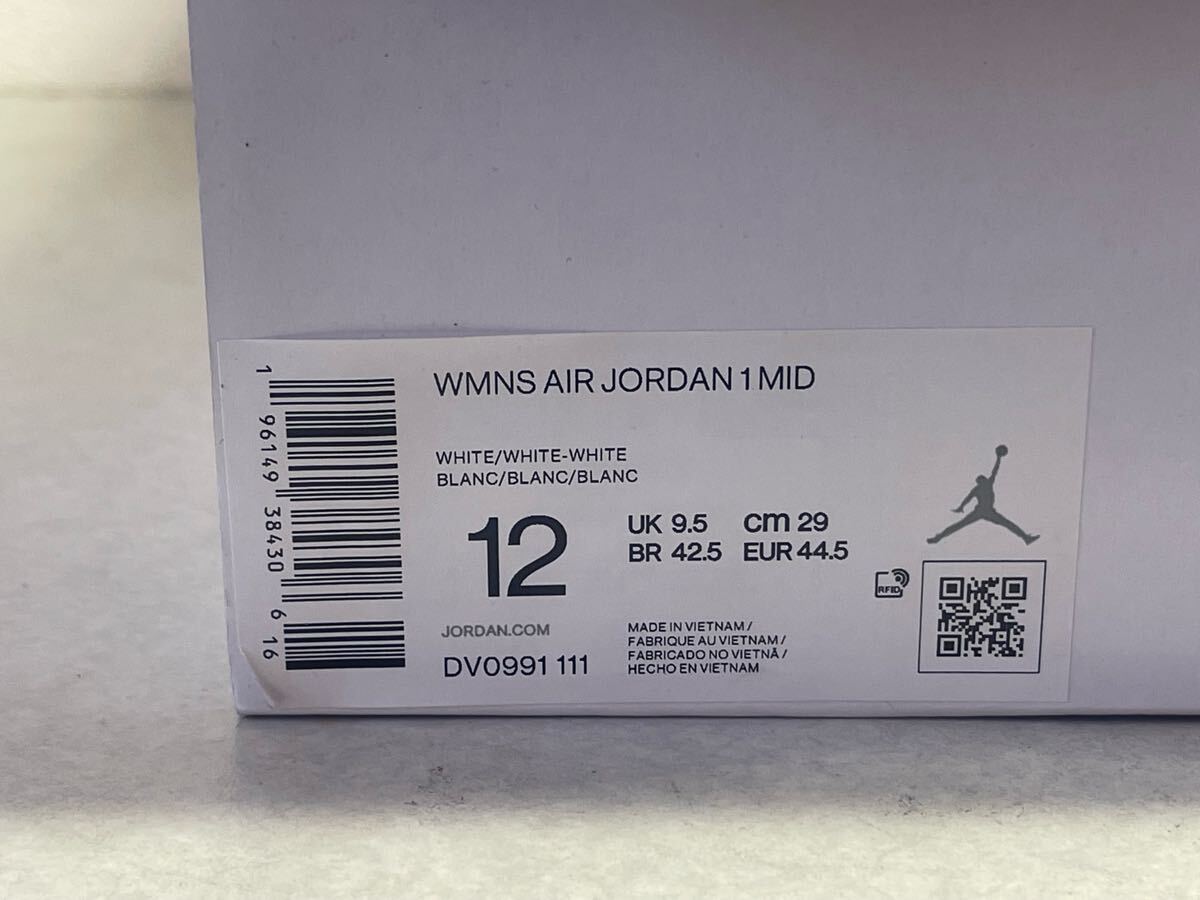 WMNS AIR JORDAN 1 MID
WHITE/WHITE-WHITE
BLANC/BLANC/BLANC
12
UK 9.5 cm 29
BR 42.5 EUR 44.5
RFID
JORDAN.COM
DV0991 111
MADE IN VIETNAM /
FABRIQUE AU VIETNAM /
FABRICADO NO VIETNÃ /
HECHO EN VIETNAM
1 96149 38430 6 16